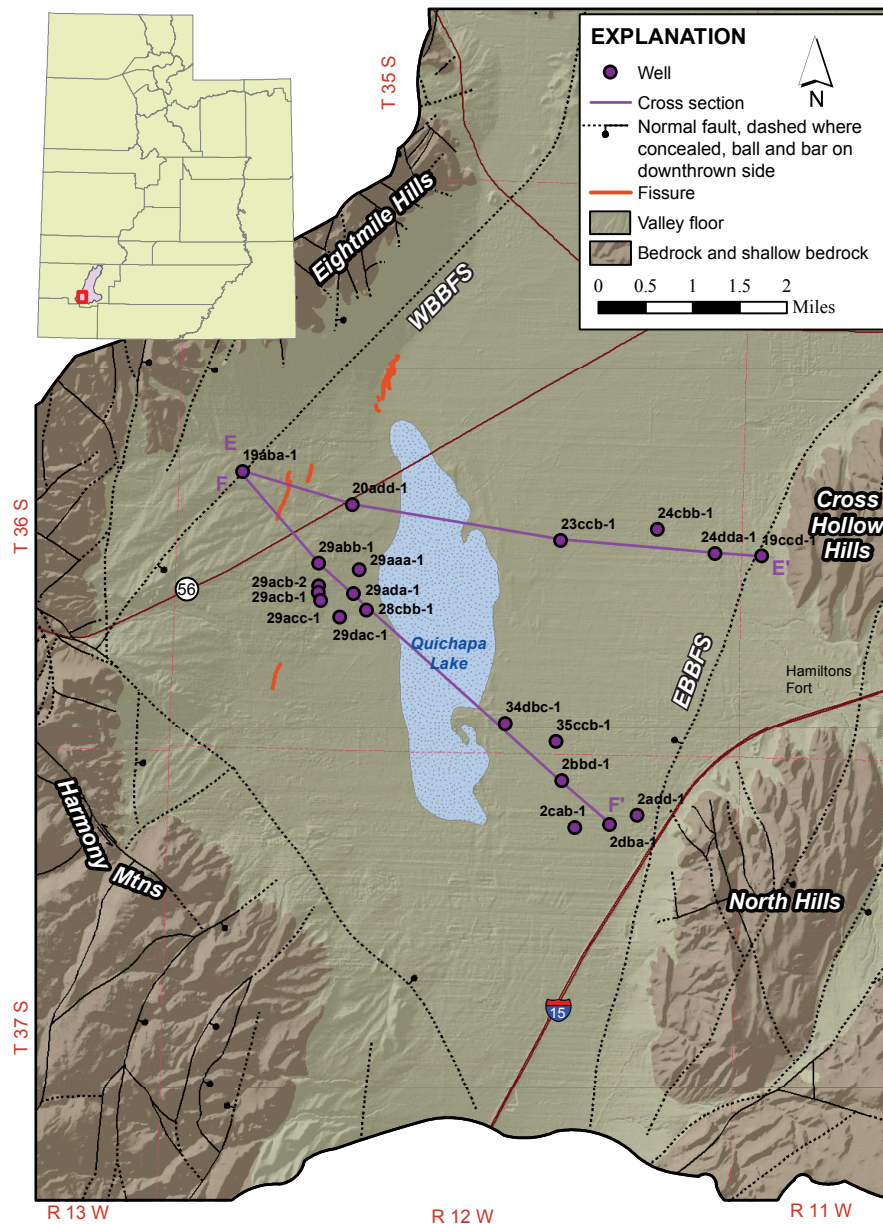 EXPLANATION
Well
Cross section
Normal fault, dashed where
concealed, ball and bar on
downthrown side
Fissure
Valley floor
Bedrock and shallow bedrock
0 0.5 1 2
Miles
N
T 35 S
Eightmile Hills
WBBFS
E
19aba-1
F
20add-1
T 36 S
23ccb-1
24cbb-1
24dda-1
19ccd-1
E'
Cross
Hollow
Hills
29abb-1
29aaa-1
29acb-2
29acb-1
29ada-1
28cbb-1
29acc-1
29dac-1
56
Quichapa
Lake
EBBFS
Hamiltons
Fort
34dbc-1
35ccb-1
2bbd-1
F'
2add-1
2cab-1
2dba-1
Harmony
Mtns
North Hills
15
T 37 S
R 13 W
R 12 W
R 11 W